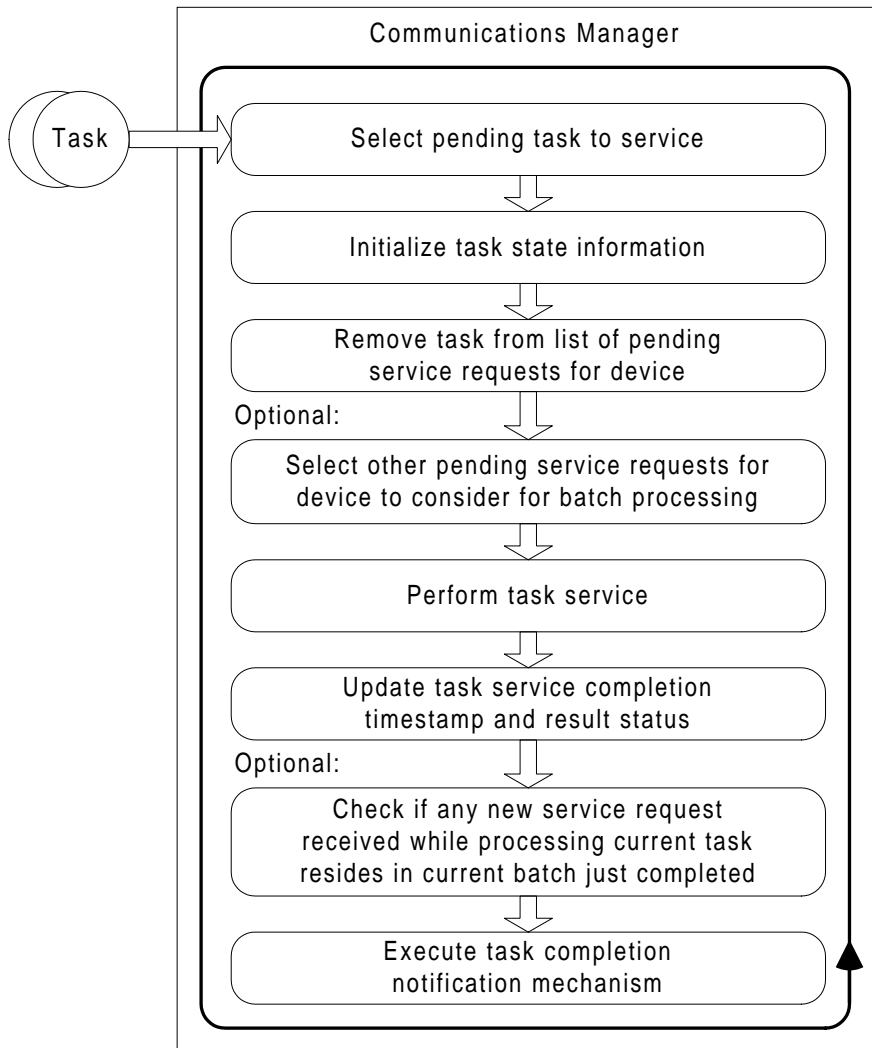 Communications Manager
Task
Select pending task to service
Initialize task state information
Remove task from list of pending
service requests for device
Optional:
Select other pending service requests for
device to consider for batch processing
Perform task service
Update task service completion
timestamp and result status
Optional:
Check if any new service request
received while processing current task
resides in current batch just completed
Execute task completion
notification mechanism